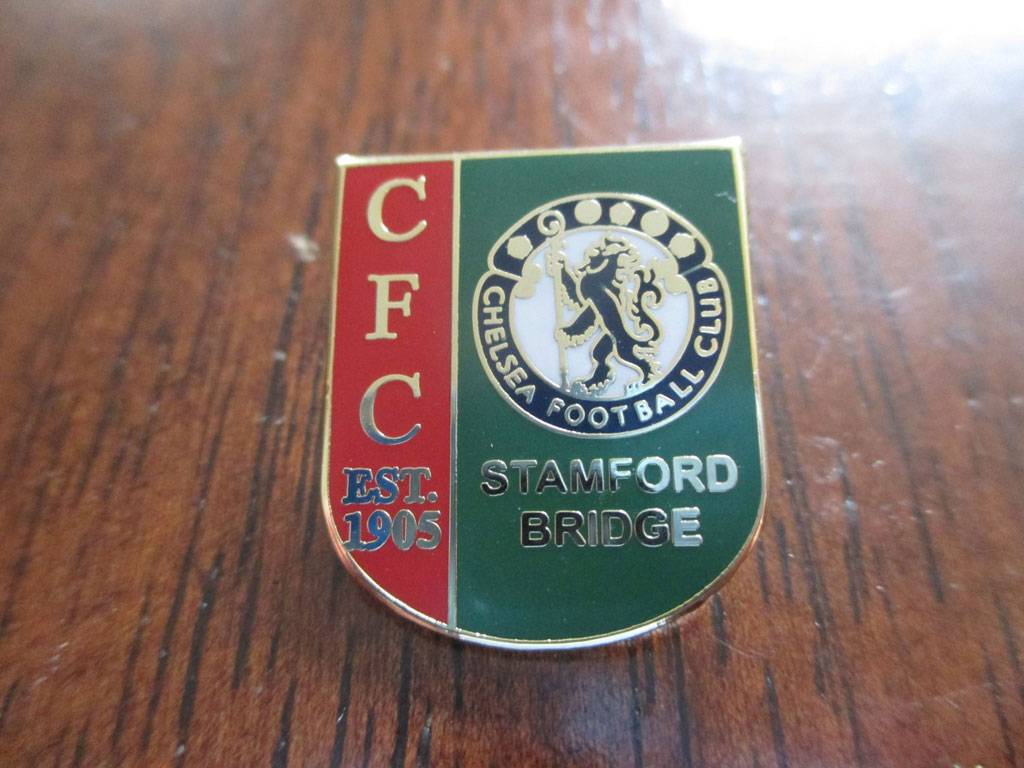 C
F
C
EST.
1905
CHELSEA FOOTBALL CLUB
STAMFORD
BRIDGE